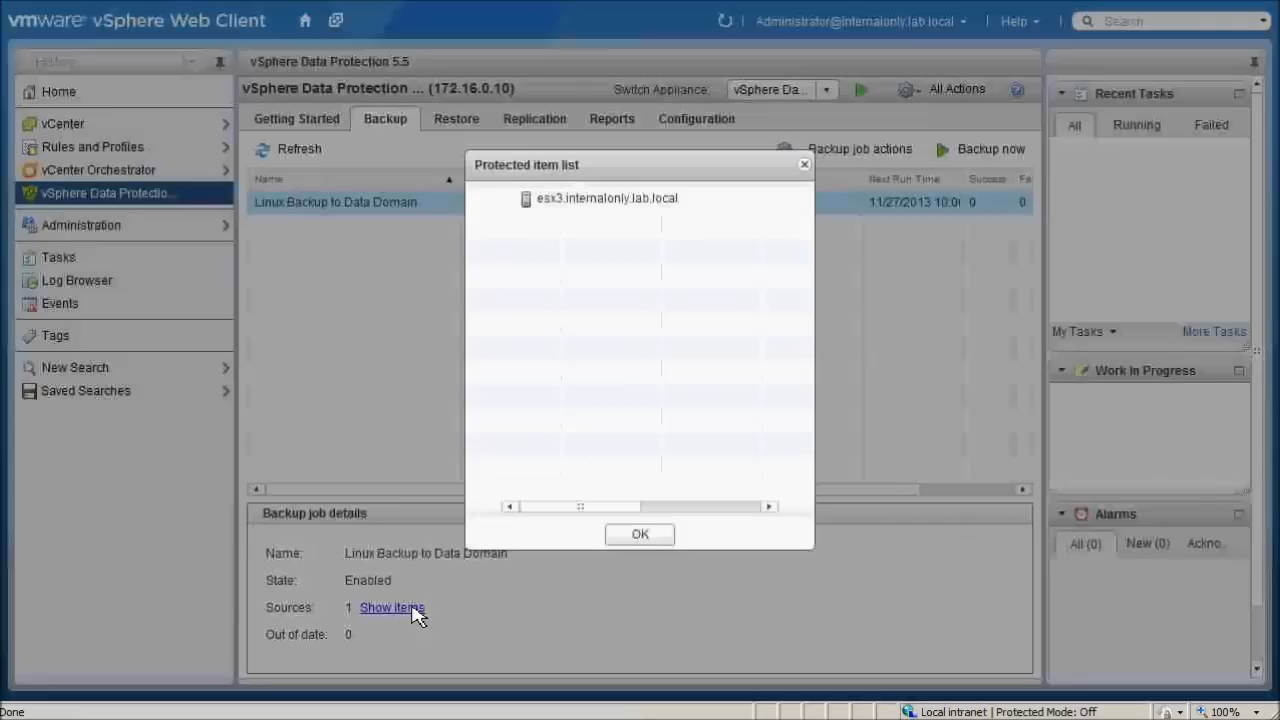 vmware vSphere Web Client
Administrator@internalonly.lab.local
Help
Search
History
Home
vCenter
Rules and Profiles
vCenter Orchestrator
vSphere Data Protectio...
Administration
Tasks
Log Browser
Events
Tags
New Search
Saved Searches
vSphere Data Protection 5.5
vSphere Data Protection ... (172.16.0.10)
Switch Appliance:
vSphere Da...
All Actions
Getting Started
Backup
Restore
Replication
Reports
Configuration
Refresh
Backup job actions
Backup now
Name
Next Run Time
Linux Backup to Data Domain
11/27/2013 10:0
0
0
Protected item list
esx3.internalonly.lab.local
OK
Backup job details
Name: Linux Backup to Data Domain
State: Enabled
Sources: 1 Show items
Out of date: 0
Recent Tasks
All
Running
Failed
My Tasks
More Tasks
Work In Progress
Alarms
All (0)
New (0)
Ackno...
Done
Local intranet | Protected Mode: Off
100%